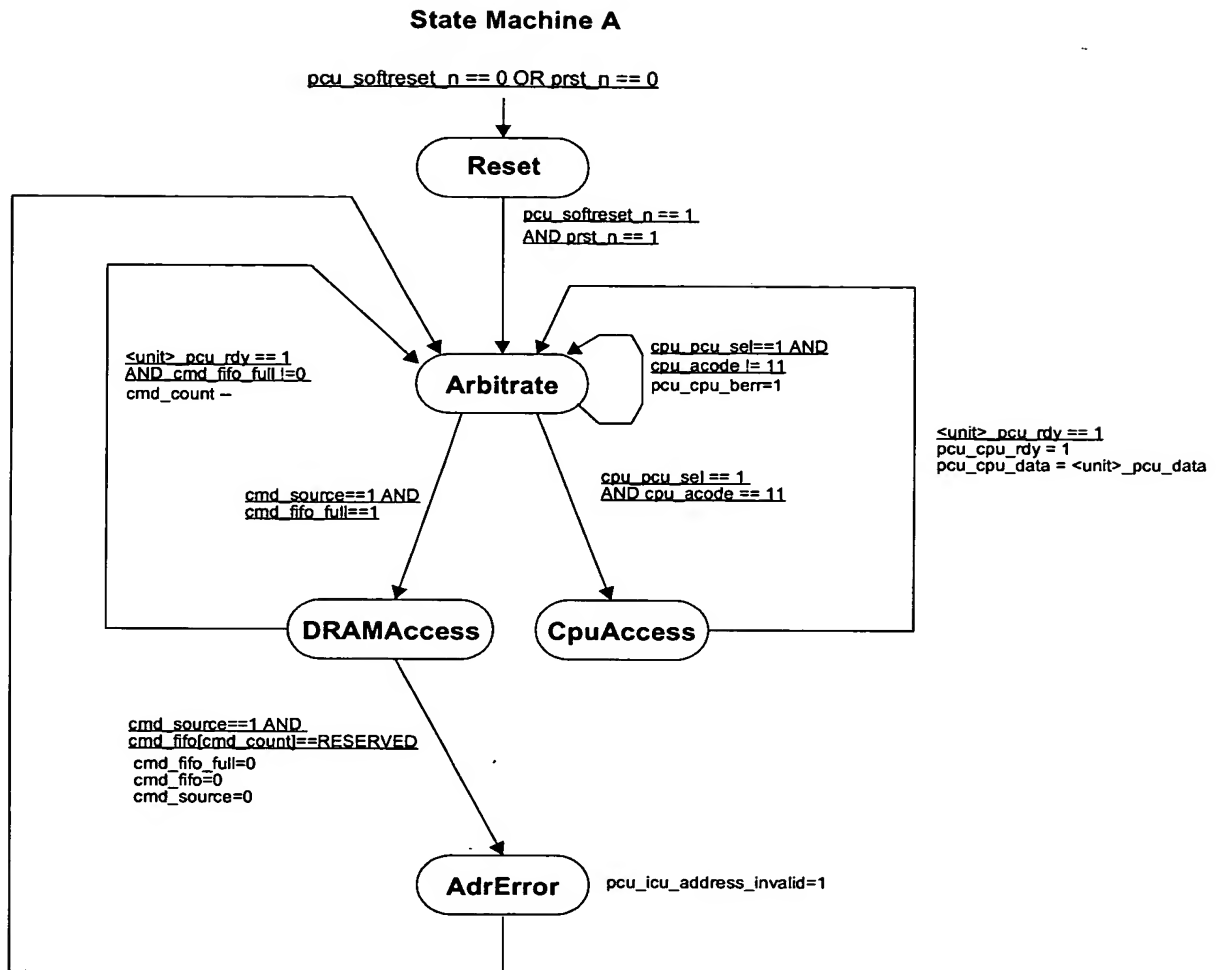 State Machine A
pcu_softreset_n == 0 OR prst_n == 0
Reset
pcu_softreset_n == 1
AND prst_n == 1
<unit>_pcu_rdy == 1
AND cmd_fifo_full !=0
cmd_count –
Arbitrate
cpu_pcu_sel==1 AND
cpu_acode != 11
pcu_cpu_berr=1
<unit>_pcu_rdy == 1
pcu_cpu_rdy = 1
pcu_cpu_data = <unit>_pcu_data
cmd_source==1 AND
cmd_fifo_full==1
cpu_pcu_sel == 1
AND cpu_acode == 11
DRAMAccess
CpuAccess
cmd_source==1 AND
cmd_fifo[cmd_count]==RESERVED
cmd_fifo_full=0
cmd_fifo=0
cmd_source=0
AdrError
pcu_icu_address_invalid=1